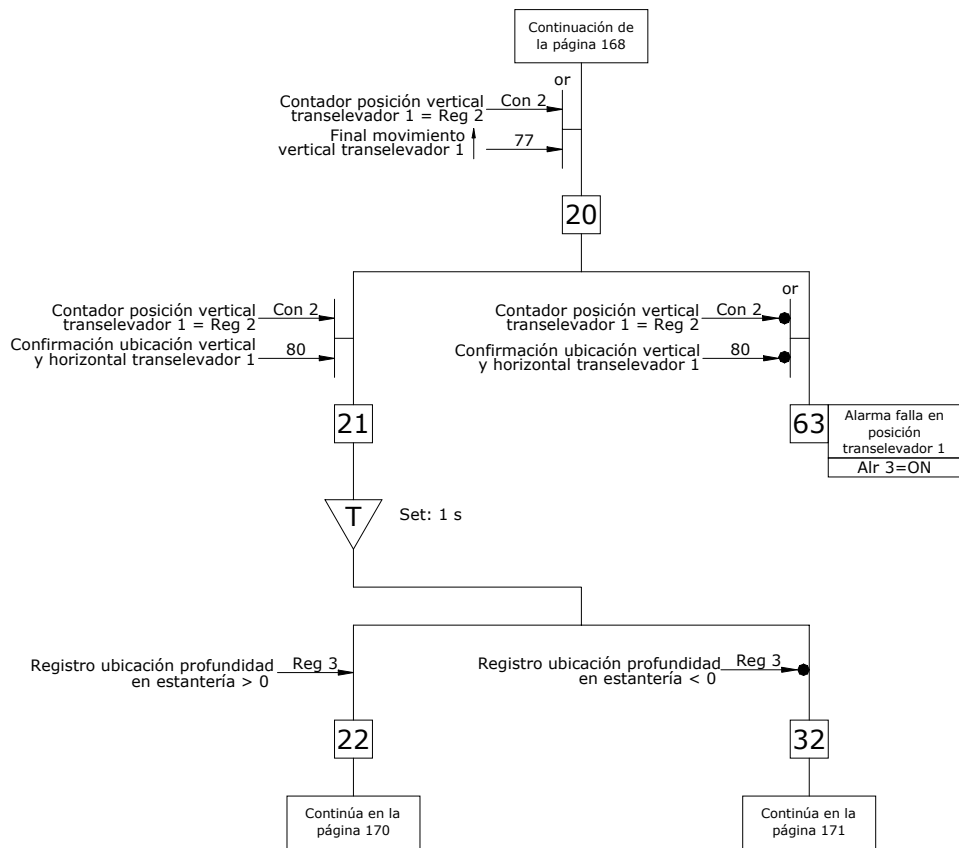 Continuación de
la página 168
or
Contador posición vertical
transelevador 1 = Reg 2
Con 2
Final movimiento
vertical transelevador 1
77
20
Contador posición vertical
transelevador 1 = Reg 2
Con 2
Confirmación ubicación vertical
y horizontal transelevador 1
80
or
Contador posición vertical
transelevador 1 = Reg 2
Con 2
Confirmación ubicación vertical
y horizontal transelevador 1
80
21
63
Alarma falla en
posición
transelevador 1
Alr 3=ON
T
Set: 1 s
Registro ubicación profundidad
en estantería > 0
Reg 3
Registro ubicación profundidad
en estantería < 0
Reg 3
22
32
Continúa en la
página 170
Continúa en la
página 171